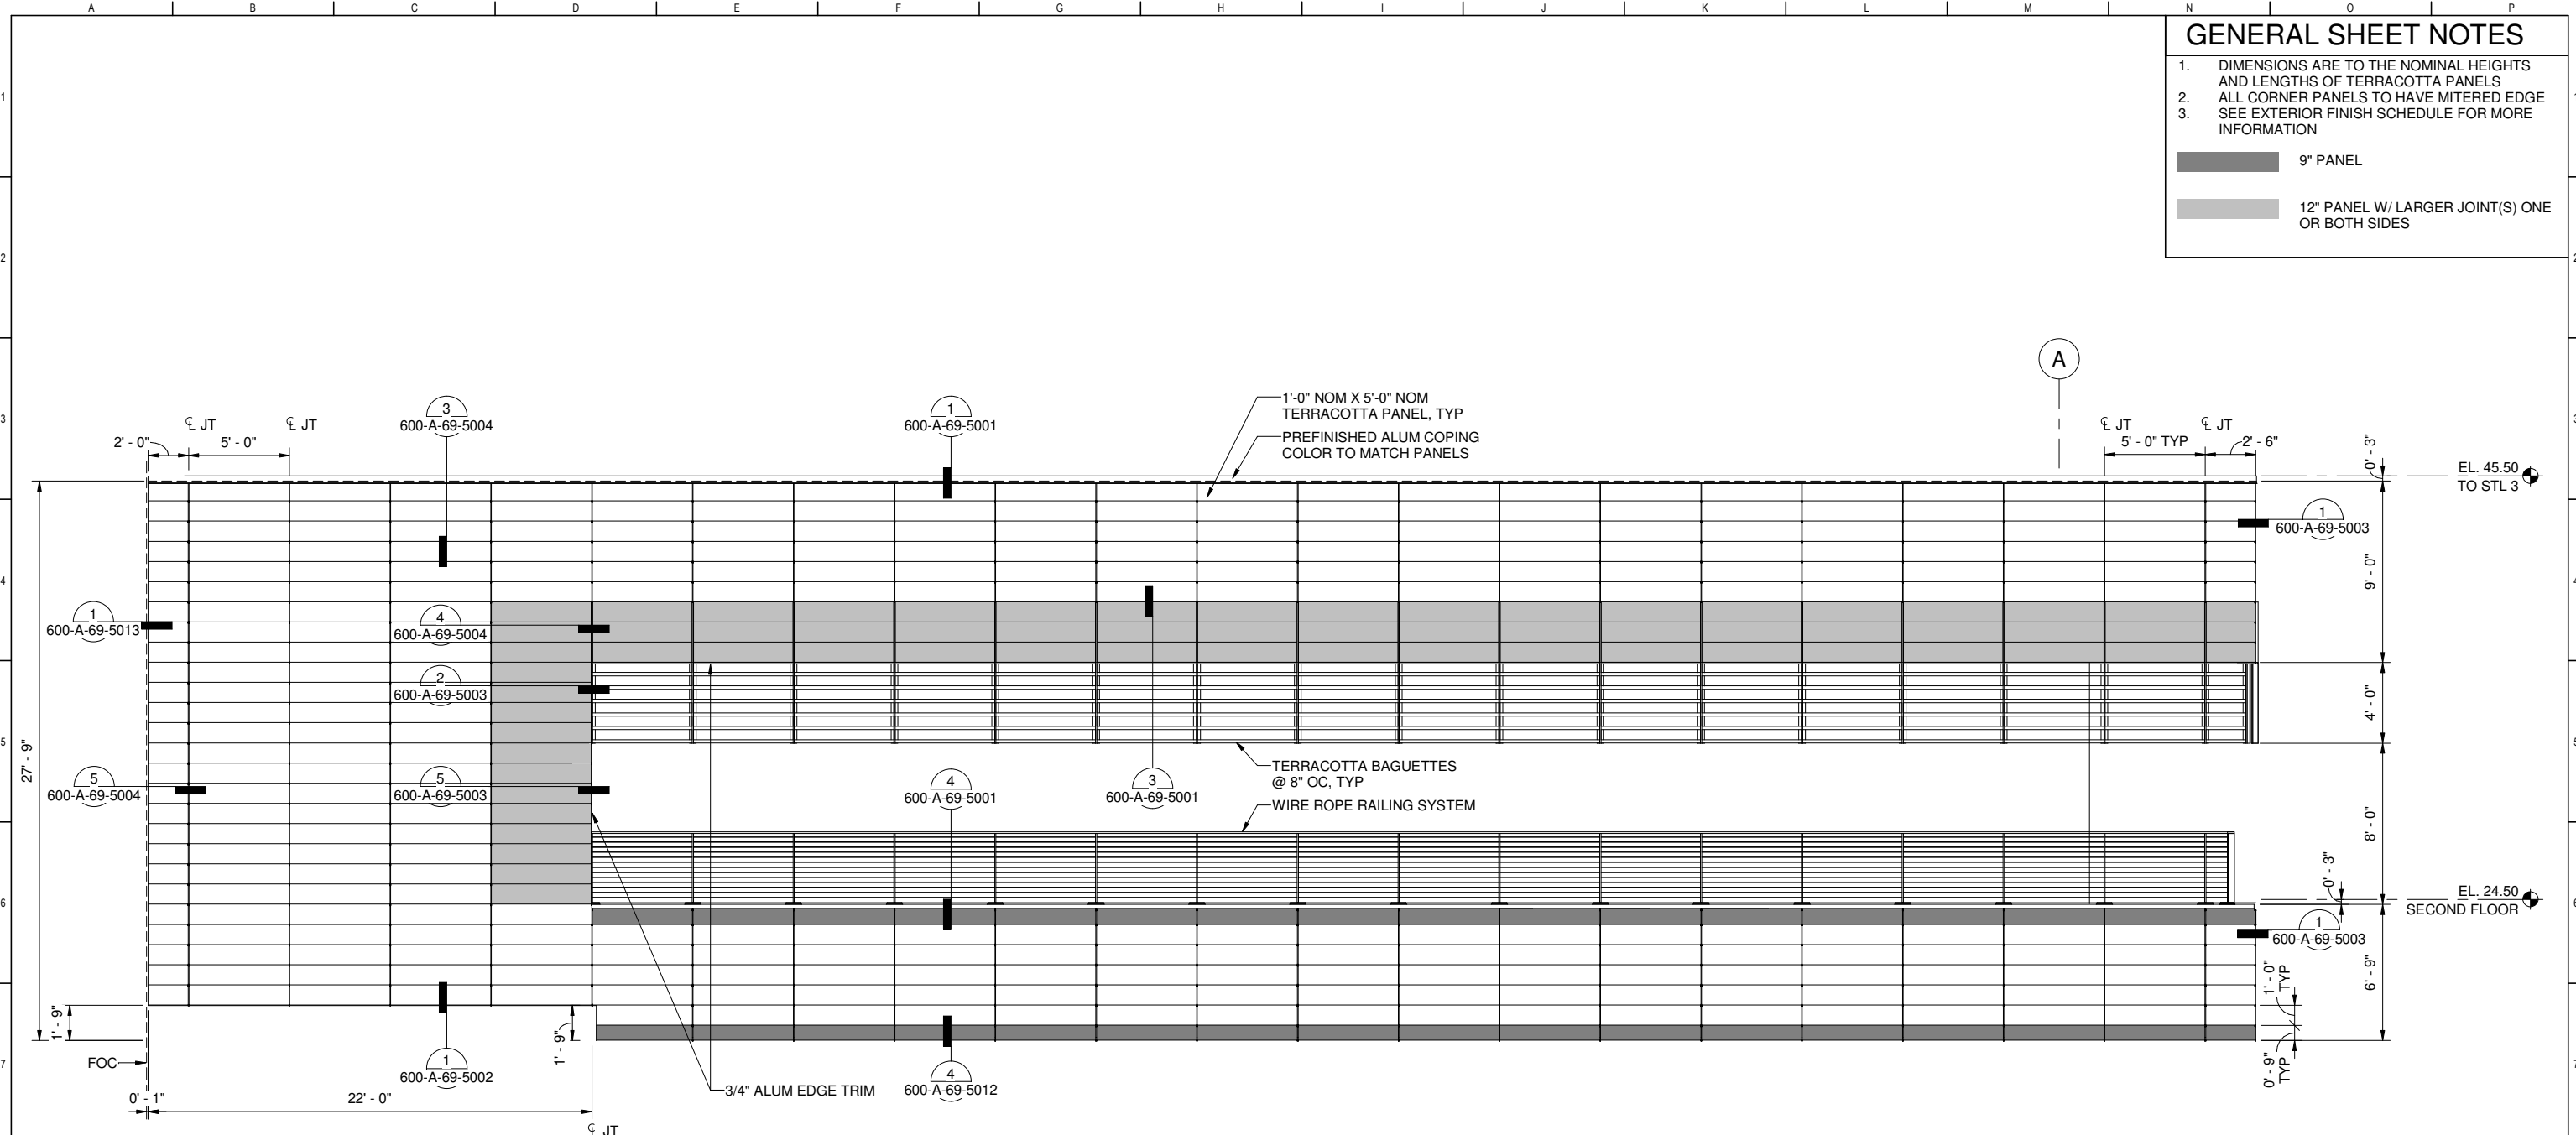 A B C D E F G H I J K L M N O P
GENERAL SHEET NOTES
1. DIMENSIONS ARE TO THE NOMINAL HEIGHTS
AND LENGTHS OF TERRACOTTA PANELS
2. ALL CORNER PANELS TO HAVE MITERED EDGE
3. SEE EXTERIOR FINISH SCHEDULE FOR MORE
INFORMATION
9" PANEL
12" PANEL W/ LARGER JOINT(S) ONE
OR BOTH SIDES
1
2
3
4
5
6
7
A
3
600-A-69-5004
1
600-A-69-5001
1'-0" NOM X 5'-0" NOM
TERRACOTTA PANEL, TYP
PREFINISHED ALUM COPING
COLOR TO MATCH PANELS
℄ JT
℄ JT
2' - 0"
5' - 0"
℄ JT
℄ JT
5' - 0" TYP
2' - 6"
0' - 3"
EL. 45.50
TO STL 3
1
600-A-69-5003
9' - 0"
1
600-A-69-5013
4
600-A-69-5004
2
600-A-69-5003
4' - 0"
27' - 9"
5
600-A-69-5004
5
600-A-69-5003
4
600-A-69-5001
3
600-A-69-5001
TERRACOTTA BAGUETTES
@ 8" OC, TYP
WIRE ROPE RAILING SYSTEM
8' - 0"
0' - 3"
EL. 24.50
SECOND FLOOR
1
600-A-69-5003
1' - 0"
TYP
6' - 9"
0' - 9"
TYP
1' - 9"
1' - 9"
FOC
1
600-A-69-5002
4
600-A-69-5012
3/4" ALUM EDGE TRIM
0' - 1"
22' - 0"
℄ JT